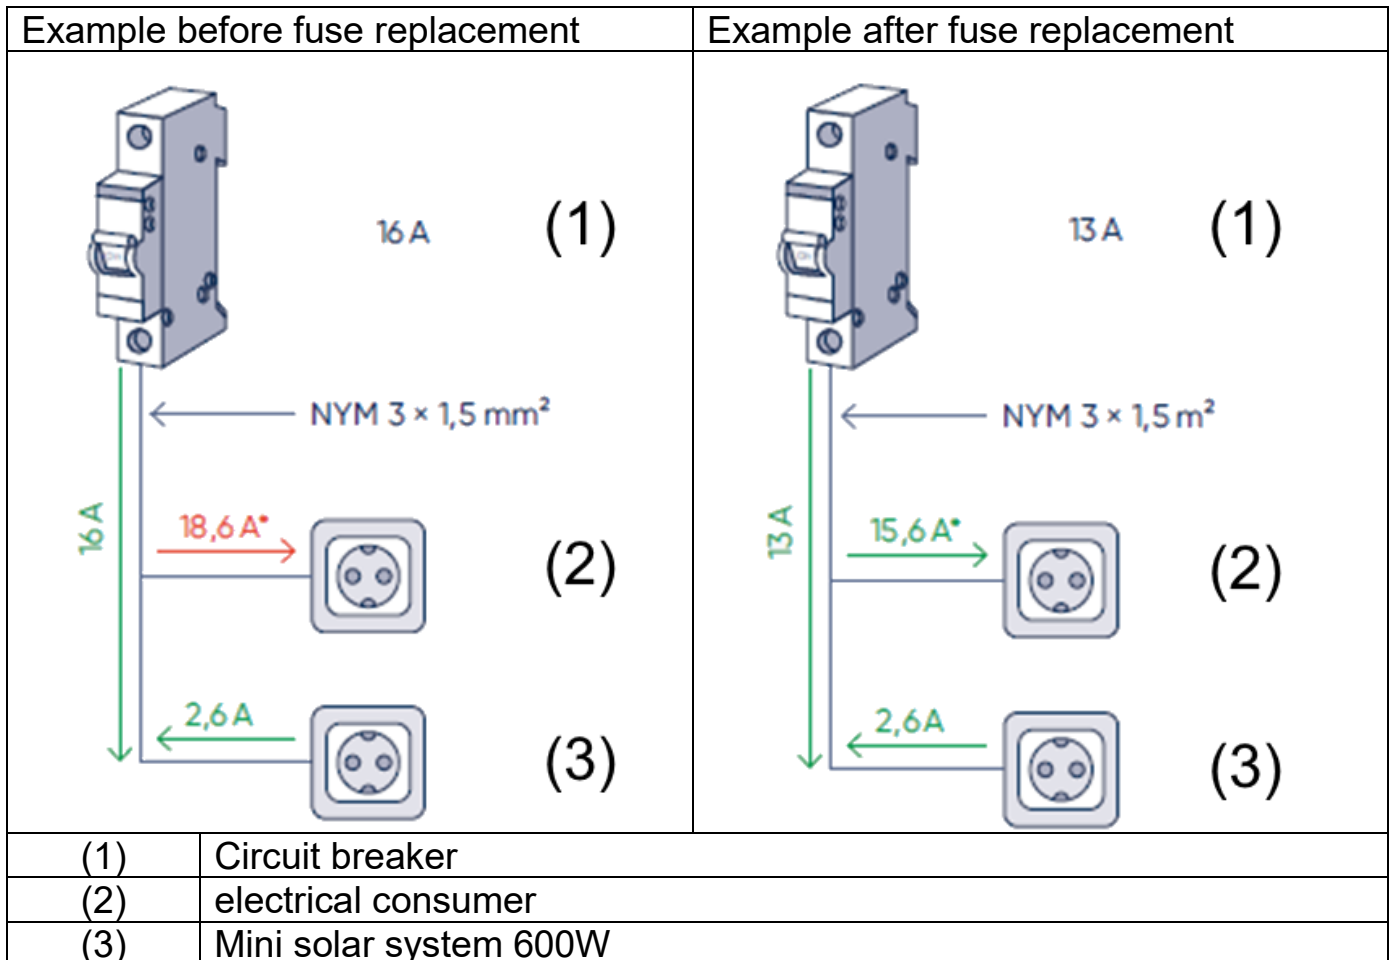 Example before fuse replacement
Example after fuse replacement
16 A
(1)
13 A
(1)
NYM 3 × 1,5 mm²
NYM 3 × 1,5 m²
16 A
18,6 A*
(2)
13 A
15,6 A*
(2)
2,6 A
(3)
2,6 A
(3)
(1) Circuit breaker
(2) electrical consumer
(3) Mini solar system 600W